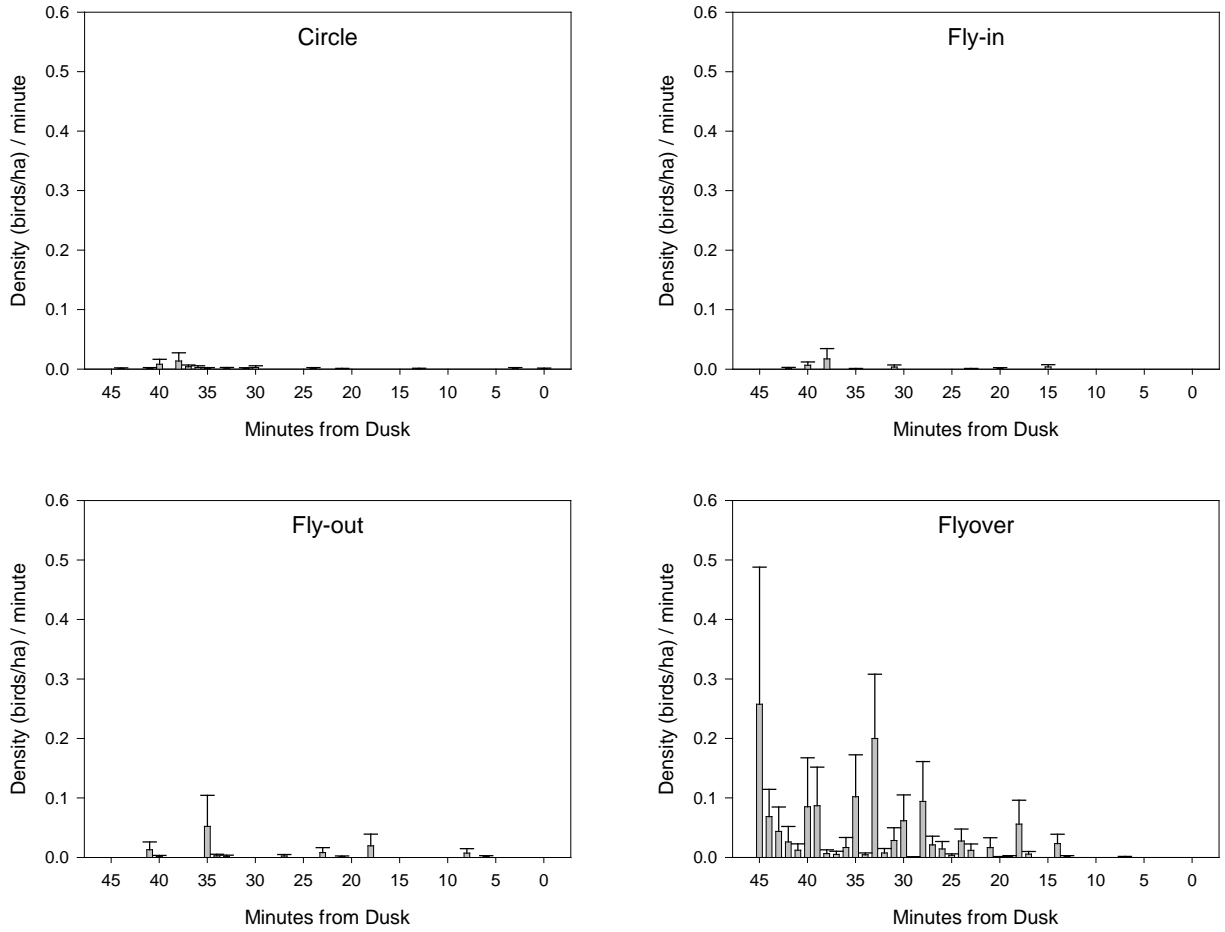 Circle
Density (birds/ha) / minute
0.6
0.5
0.4
0.3
0.2
0.1
0.0
45 40 35 30 25 20 15 10 5 0
Minutes from Dusk
Fly-in
Density (birds/ha) / minute
0.6
0.5
0.4
0.3
0.2
0.1
0.0
45 40 35 30 25 20 15 10 5 0
Minutes from Dusk
Fly-out
Density (birds/ha) / minute
0.6
0.5
0.4
0.3
0.2
0.1
0.0
45 40 35 30 25 20 15 10 5 0
Minutes from Dusk
Flyover
Density (birds/ha) / minute
0.6
0.5
0.4
0.3
0.2
0.1
0.0
45 40 35 30 25 20 15 10 5 0
Minutes from Dusk